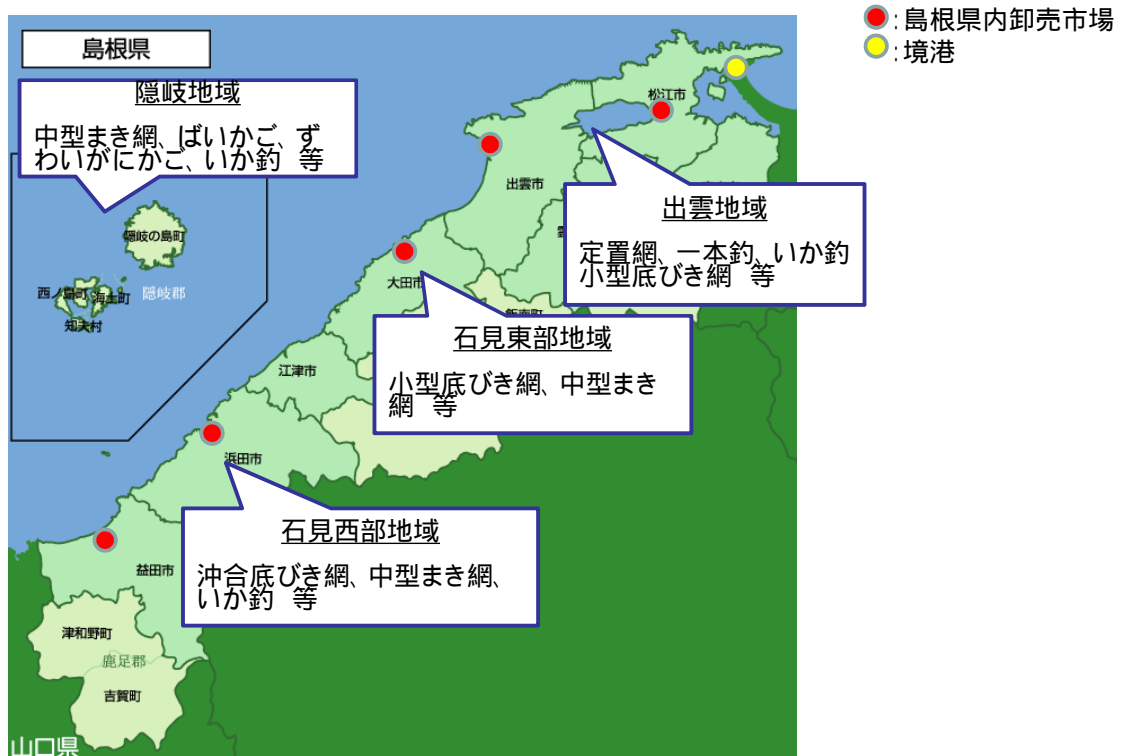 島根県
●:島根県内卸売市場
●:境港
隠岐地域
中型まき網、ばいかご、ず
わいがにかご、いか釣 等
松江市
出雲市
出雲地域
定置網、一本釣、いか釣
小型底びき網 等
隠岐の島町
西ノ島町
海士町
隠岐郡
知夫村
大田市
飯南町
石見東部地域
小型底びき網、中型まき
網 等
江津市
浜田市
石見西部地域
沖合底びき網、中型まき網、
いか釣 等
益田市
津和野町
鹿足郡
吉賀町
山口県